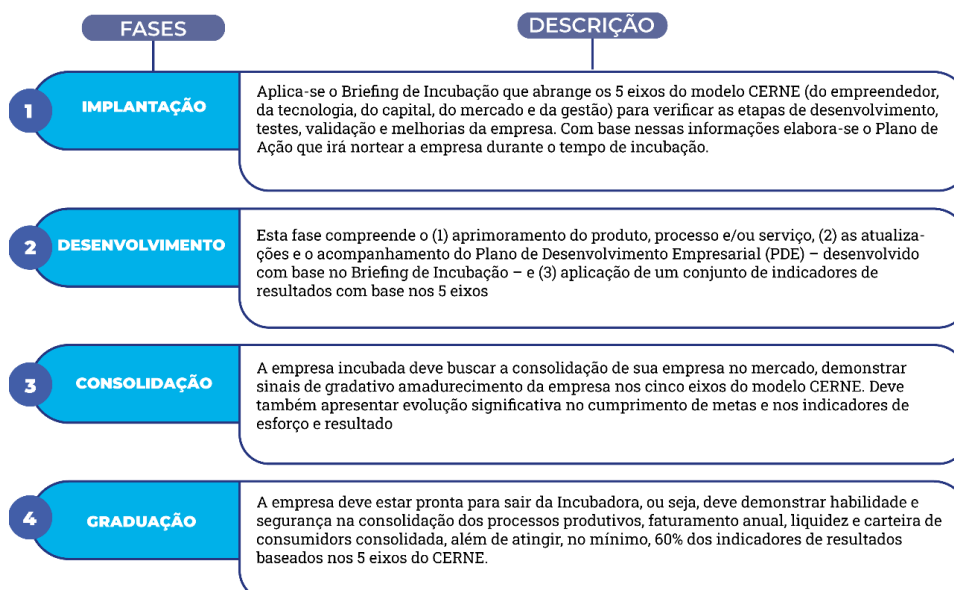 FASES
DESCRIÇÃO
1
IMPLANTAÇÃO
Aplica-se o Briefing de Incubação que abrange os 5 eixos do modelo CERNE (do empreendedor,
da tecnologia, do capital, do mercado e da gestão) para verificar as etapas de desenvolvimento,
testes, validação e melhorias da empresa. Com base nessas informações elabora-se o Plano de
Ação que irá nortear a empresa durante o tempo de incubação.
2
DESENVOLVIMENTO
Esta fase compreende o (1) aprimoramento do produto, processo e/ou serviço, (2) as atualiza-
ções e o acompanhamento do Plano de Desenvolvimento Empresarial (PDE) – desenvolvido
com base no Briefing de Incubação – e (3) aplicação de um conjunto de indicadores de
resultados com base nos 5 eixos
3
CONSOLIDAÇÃO
A empresa incubada deve buscar a consolidação de sua empresa no mercado, demonstrar
sinais de gradativo amadurecimento da empresa nos cinco eixos do modelo CERNE. Deve
também apresentar evolução significativa no cumprimento de metas e nos indicadores de
esforço e resultado
4
GRADUAÇÃO
A empresa deve estar pronta para sair da Incubadora, ou seja, deve demonstrar habilidade e
segurança na consolidação dos processos produtivos, faturamento anual, liquidez e carteira de
consumidors consolidada, além de atingir, no mínimo, 60% dos indicadores de resultados
baseados nos 5 eixos do CERNE.